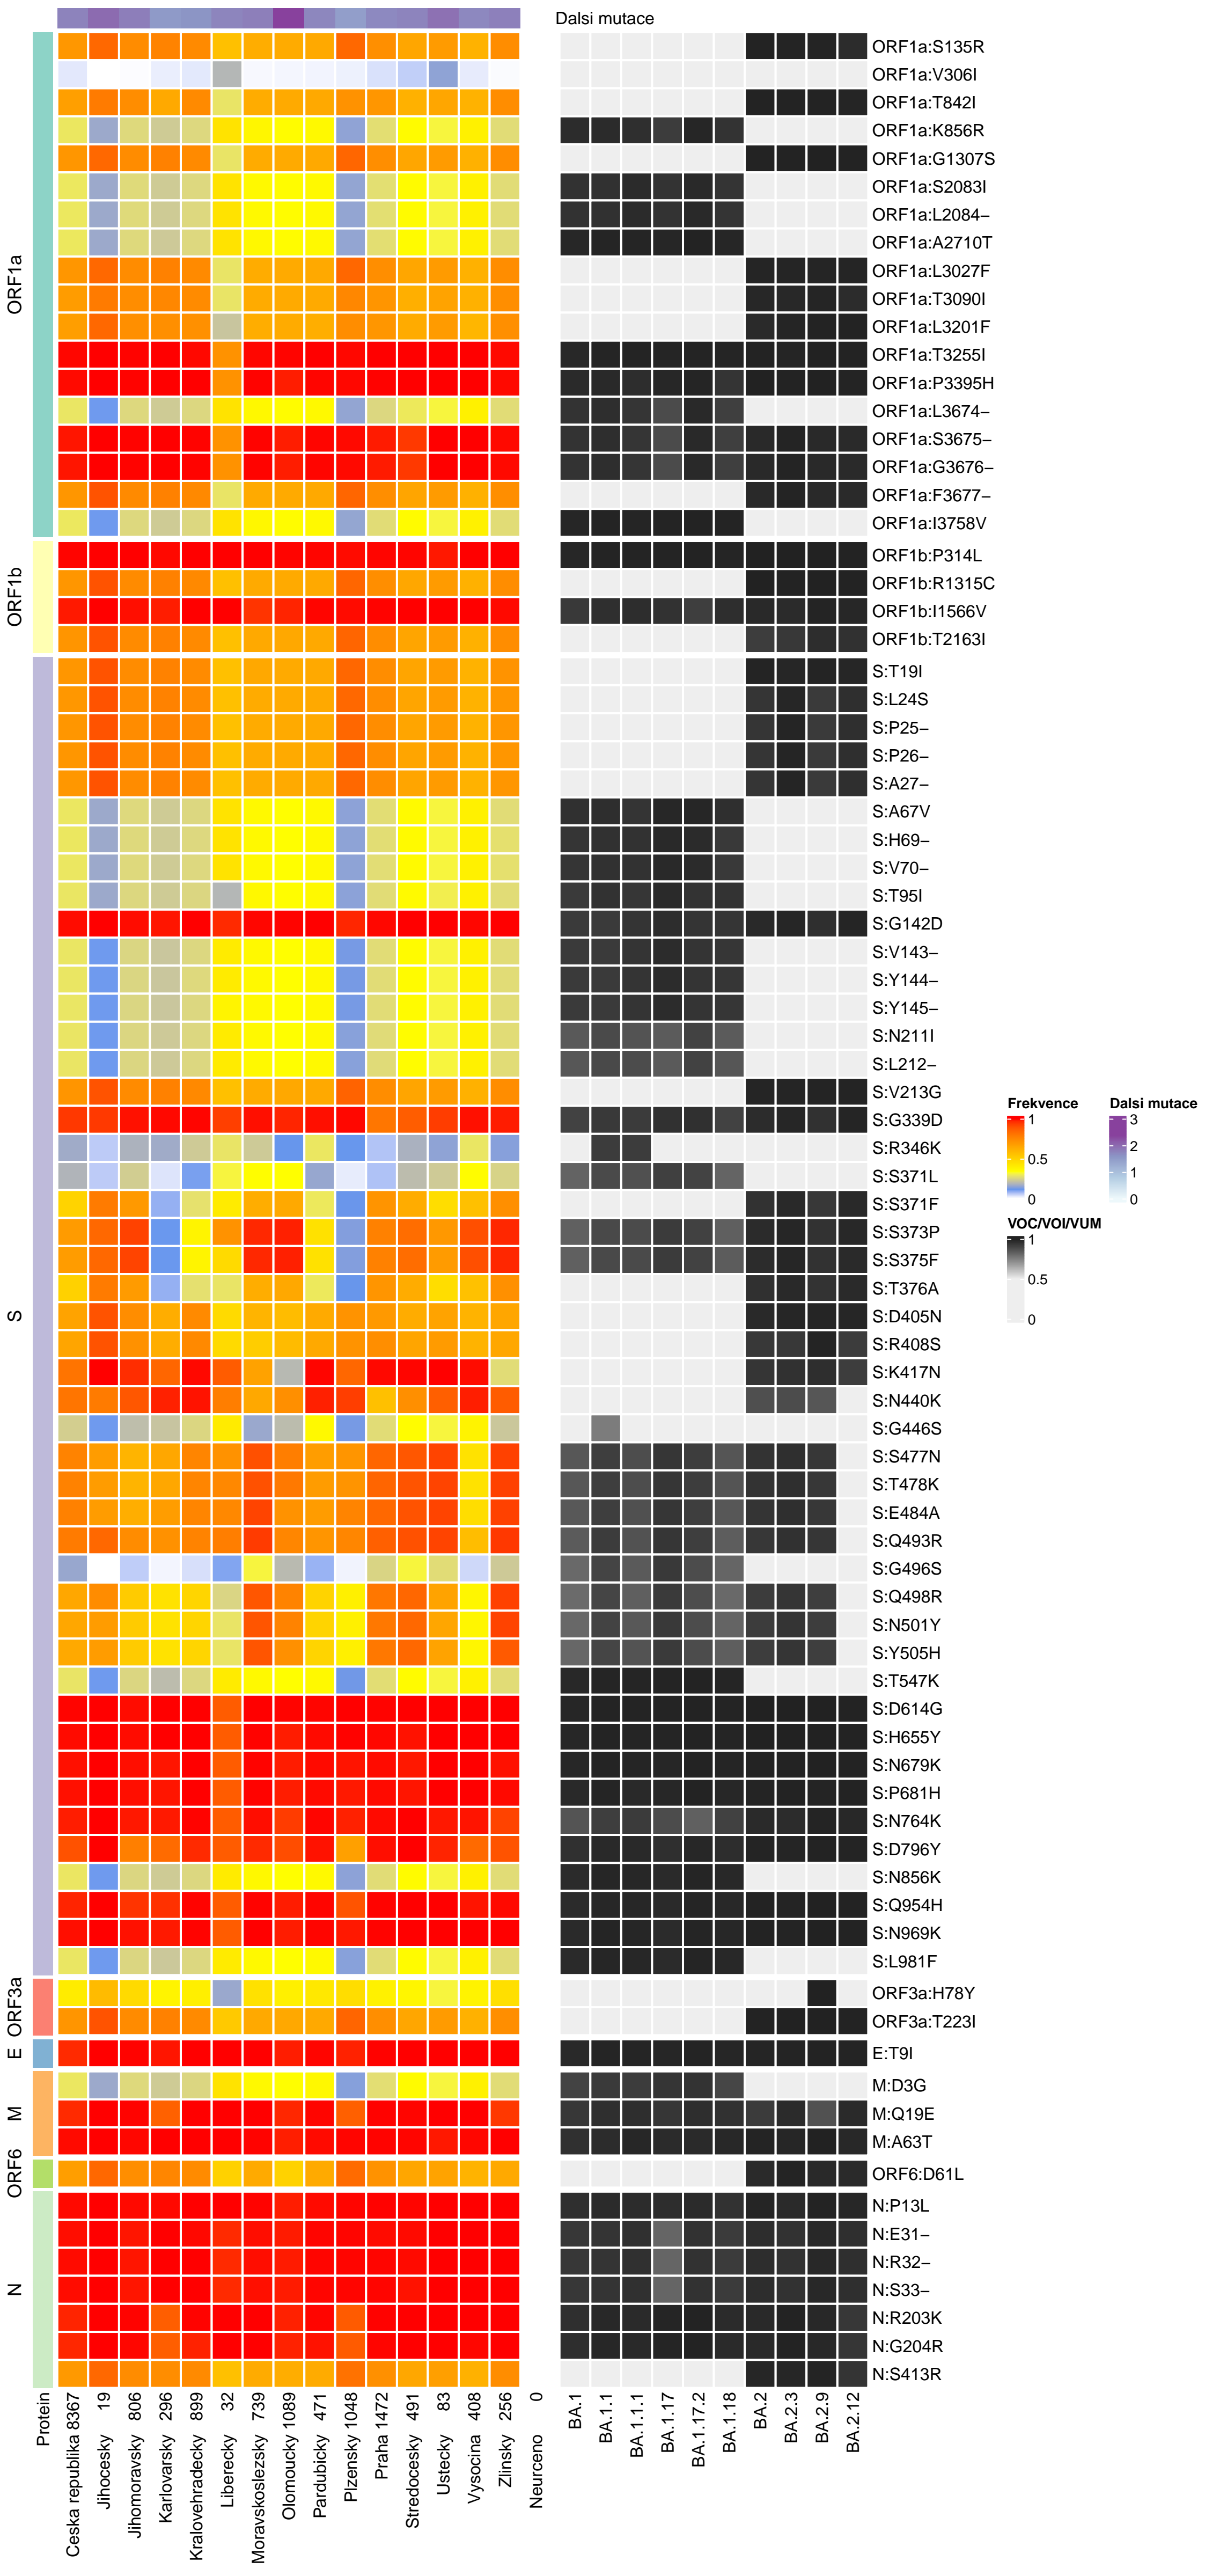 Dalsi mutace
ORF1a:S135R
ORF1a:V306I
ORF1a:T842I
ORF1a:K856R
ORF1a:G1307S
ORF1a:S2083I
ORF1a:L2084–
ORF1a:A2710T
ORF1a:L3027F
ORF1a:T3090I
ORF1a:L3201F
ORF1a:T3255I
ORF1a:P3395H
ORF1a:L3674–
ORF1a:S3675–
ORF1a:G3676–
ORF1a:F3677–
ORF1a:I3758V
ORF1a
ORF1b:P314L
ORF1b:R1315C
ORF1b:I1566V
ORF1b:T2163I
ORF1b
S:T19I
S:L24S
S:P25–
S:P26–
S:A27–
S:A67V
S:H69–
S:V70–
S:T95I
S:G142D
S:V143–
S:Y144–
S:Y145–
S:N211I
S:L212–
S:V213G
S:G339D
S:R346K
S:S371L
S:S371F
S:S373P
S:S375F
S:T376A
S:D405N
S:R408S
S:K417N
S:N440K
S:G446S
S:S477N
S:T478K
S:E484A
S:Q493R
S:G496S
S:Q498R
S:N501Y
S:Y505H
S:T547K
S:D614G
S:H655Y
S:N679K
S:P681H
S:N764K
S:D796Y
S:N856K
S:Q954H
S:N969K
S:L981F
S
ORF3a:H78Y
ORF3a:T223I
ORF3a
E:T9I
E
M:D3G
M:Q19E
M:A63T
M
ORF6:D61L
ORF6
N:P13L
N:E31–
N:R32–
N:S33–
N:R203K
N:G204R
N:S413R
N
Protein
Ceska republika 8367
Jihocesky 19
Jihomoravsky 806
Karlovarsky 296
Kralovehradecky 899
Liberecky 32
Moravskoslezsky 739
Olomoucky 1089
Pardubicky 471
Plzensky 1048
Praha 1472
Stredocesky 491
Ustecky 83
Vysocina 408
Zlinsky 256
Neurceno 0
BA.1
BA.1.1
BA.1.1.1
BA.1.17
BA.1.17.2
BA.1.18
BA.2
BA.2.3
BA.2.9
BA.2.12
Frekvence
1
0.5
0
Dalsi mutace
3
2
1
0
VOC/VOI/VUM
1
0.5
0